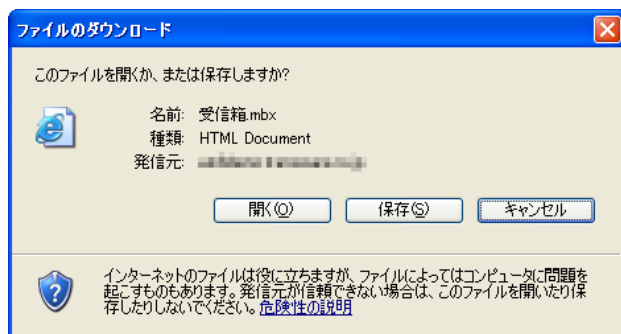 ファイルのダウンロード
このファイルを開くか、または保存しますか?
名前: 受信箱.mbx
種類: HTML Document
発信元:
開く(O)
保存(S)
キャンセル
インターネットのファイルは役に立ちますが、ファイルによってはコンピュータに問題を
起こすものもあります。発信元が信頼できない場合は、このファイルを開いたり保
存したりしないでください。危険性の説明